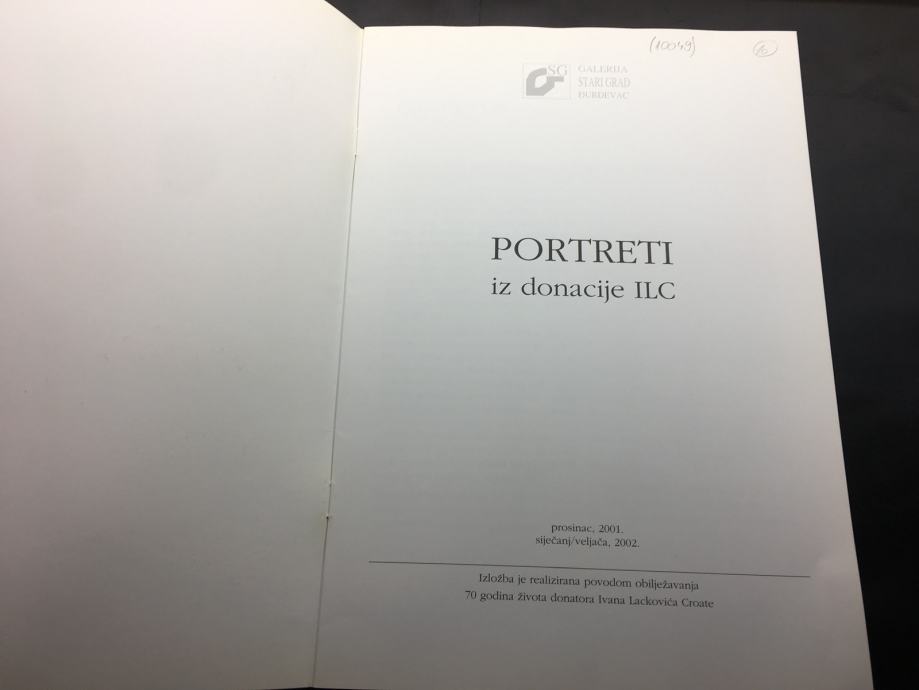 (10049)
SG
GALERIJA
STARI GRAD
ĐURĐEVAC
PORTRETI
iz donacije ILC
prosinac, 2001.
siječanj/veljača, 2002.
Izložba je realizirana povodom obilježavanja
70 godina života donatora Ivana Lackovića Croate